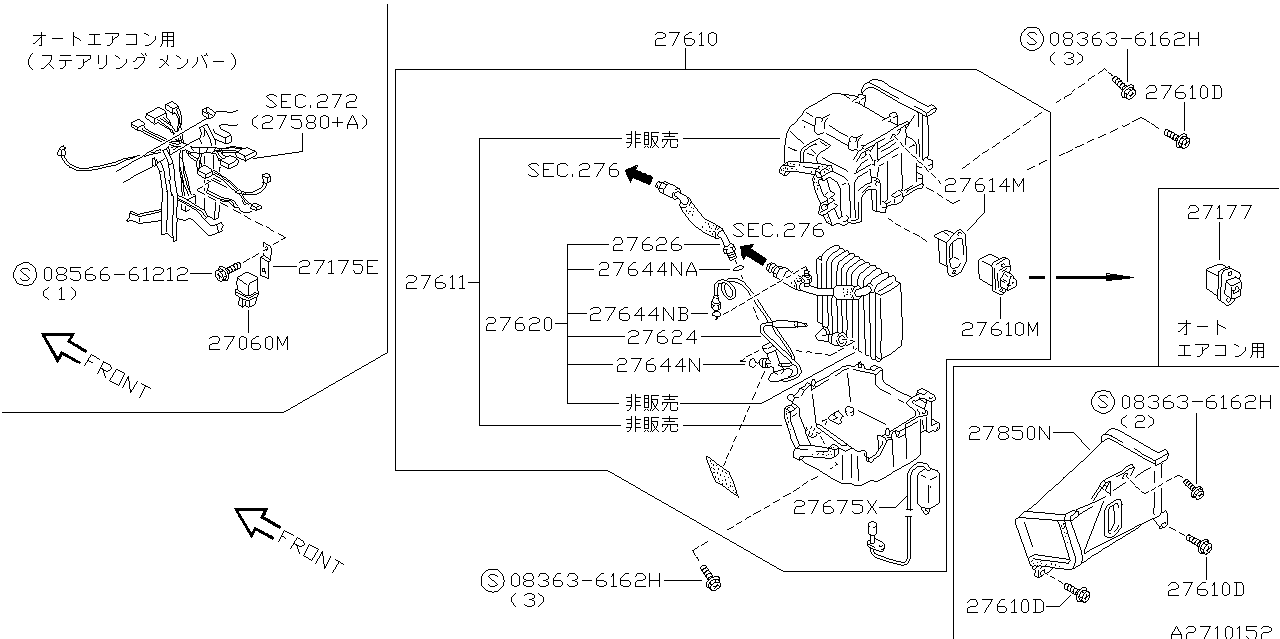 オートエアコン用
(ステアリング メンバー)
SEC.272
(27580+A)
S 08566-61212
(1)
27175E
27060M
FRONT
FRONT
27610
非販売
SEC.276
SEC.276
27626
27644NA
27611
27644NB
27620
27624
27644N
非販売
非販売
27675X
S 08363-6162H
(3)
S 08363-6162H
(3)
27610D
27614M
27610M
27177
オート
エアコン用
S 08363-6162H
(2)
27850N
27610D
27610D
A2710152